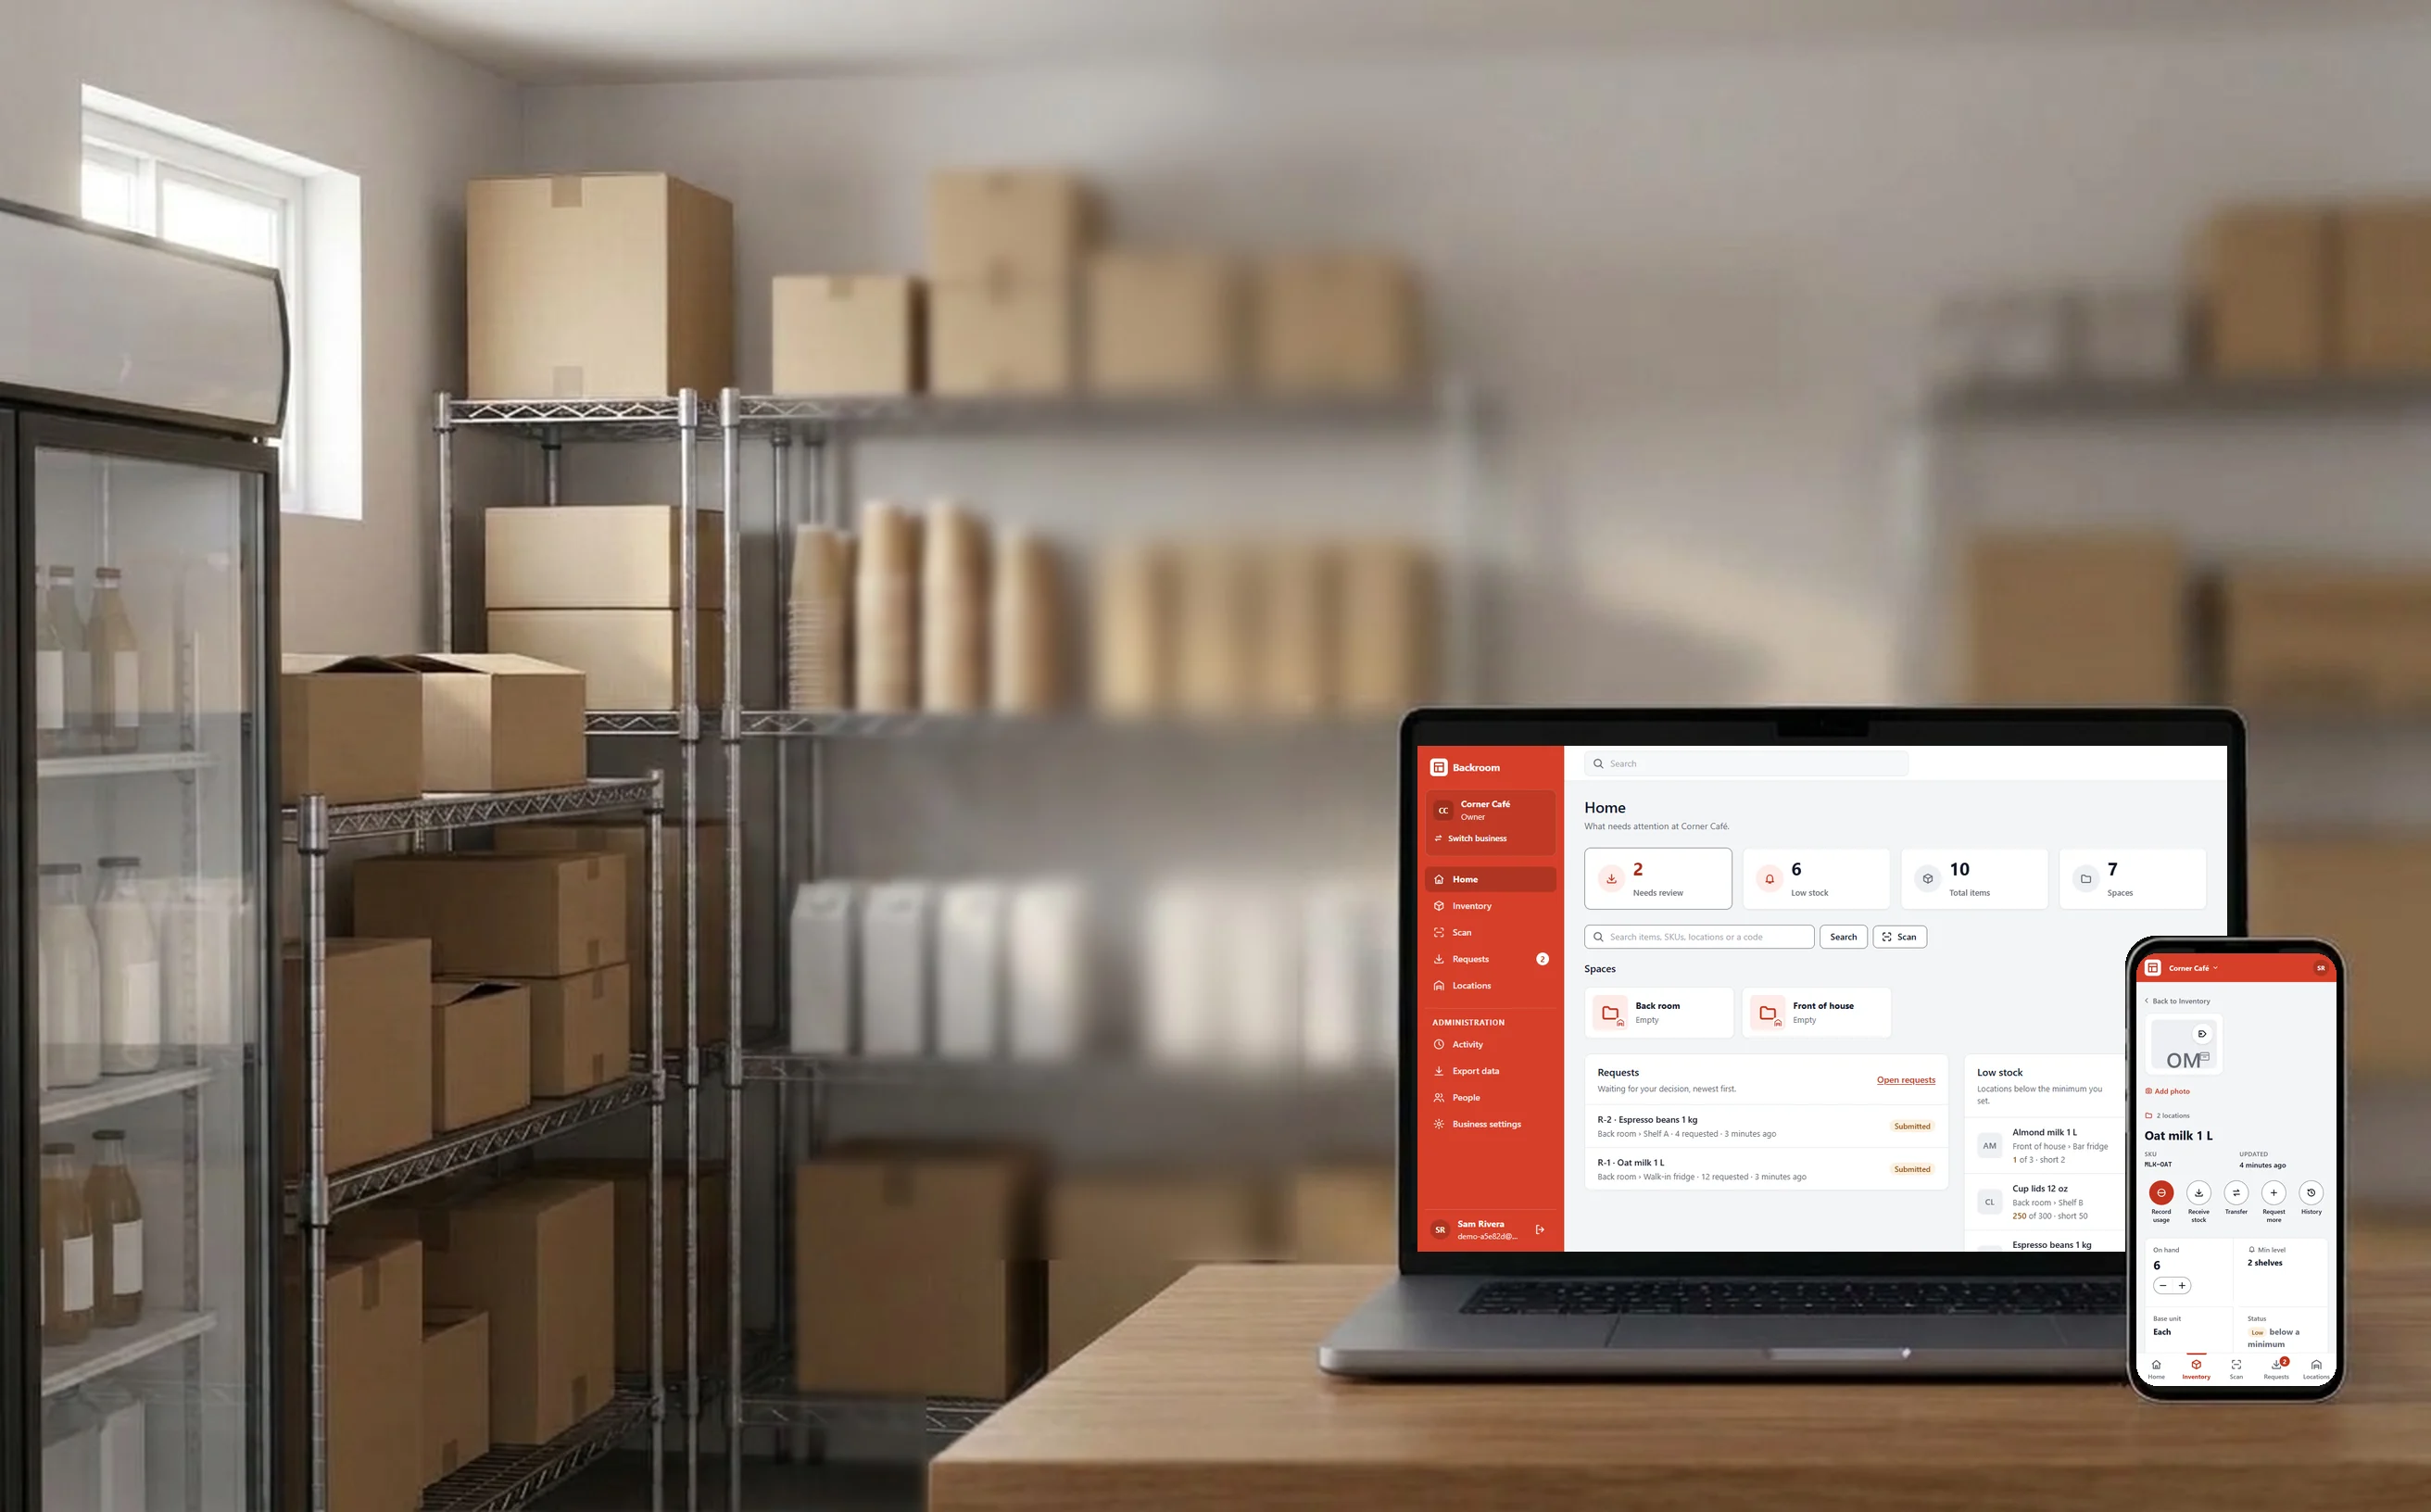 Backroom
CC
Corner Café
Owner
Switch business
Home
Inventory
Scan
Requests
2
Locations
ADMINISTRATION
Activity
Export data
People
Business settings
SR
Sam Rivera
demo-a5e82d@...
Search
Home
What needs attention at Corner Café.
2
Needs review
6
Low stock
10
Total items
7
Spaces
Search items, SKUs, locations or a code
Search
Scan
Spaces
Back room
Empty
Front of house
Empty
Requests
Waiting for your decision, newest first.
Open requests
R-2 · Espresso beans 1 kg
Back room › Shelf A · 4 requested · 3 minutes ago
Submitted
R-1 · Oat milk 1 L
Back room › Walk-in fridge · 12 requested · 3 minutes ago
Submitted
Low stock
Locations below the minimum you
set.
AM
Almond milk 1 L
Front of house › Bar fridge
1 of 3 · short 2
CL
Cup lids 12 oz
Back room › Shelf B
250 of 300 · short 50
Espresso beans 1 kg
Corner Café
SR
Back to Inventory
OM
Add photo
2 locations
Oat milk 1 L
SKU
MLK-OAT
UPDATED
4 minutes ago
Record
usage
Receive
stock
Transfer
Request
more
History
On hand
6
Min level
2 shelves
Base unit
Each
Status
Low below a
minimum
Home
Inventory
Scan
2
Requests
Locations